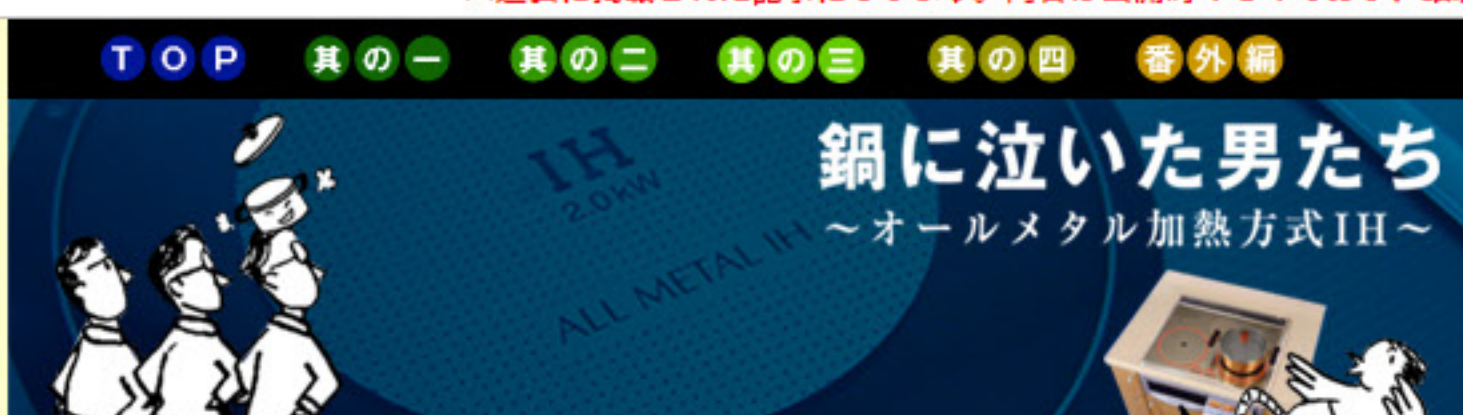 TOP 其の一 其の二 其の三 其の四 番外編
鍋に泣いた男たち
～オールメタル加熱方式IH～
IH
2.0kW
ALL METAL IH